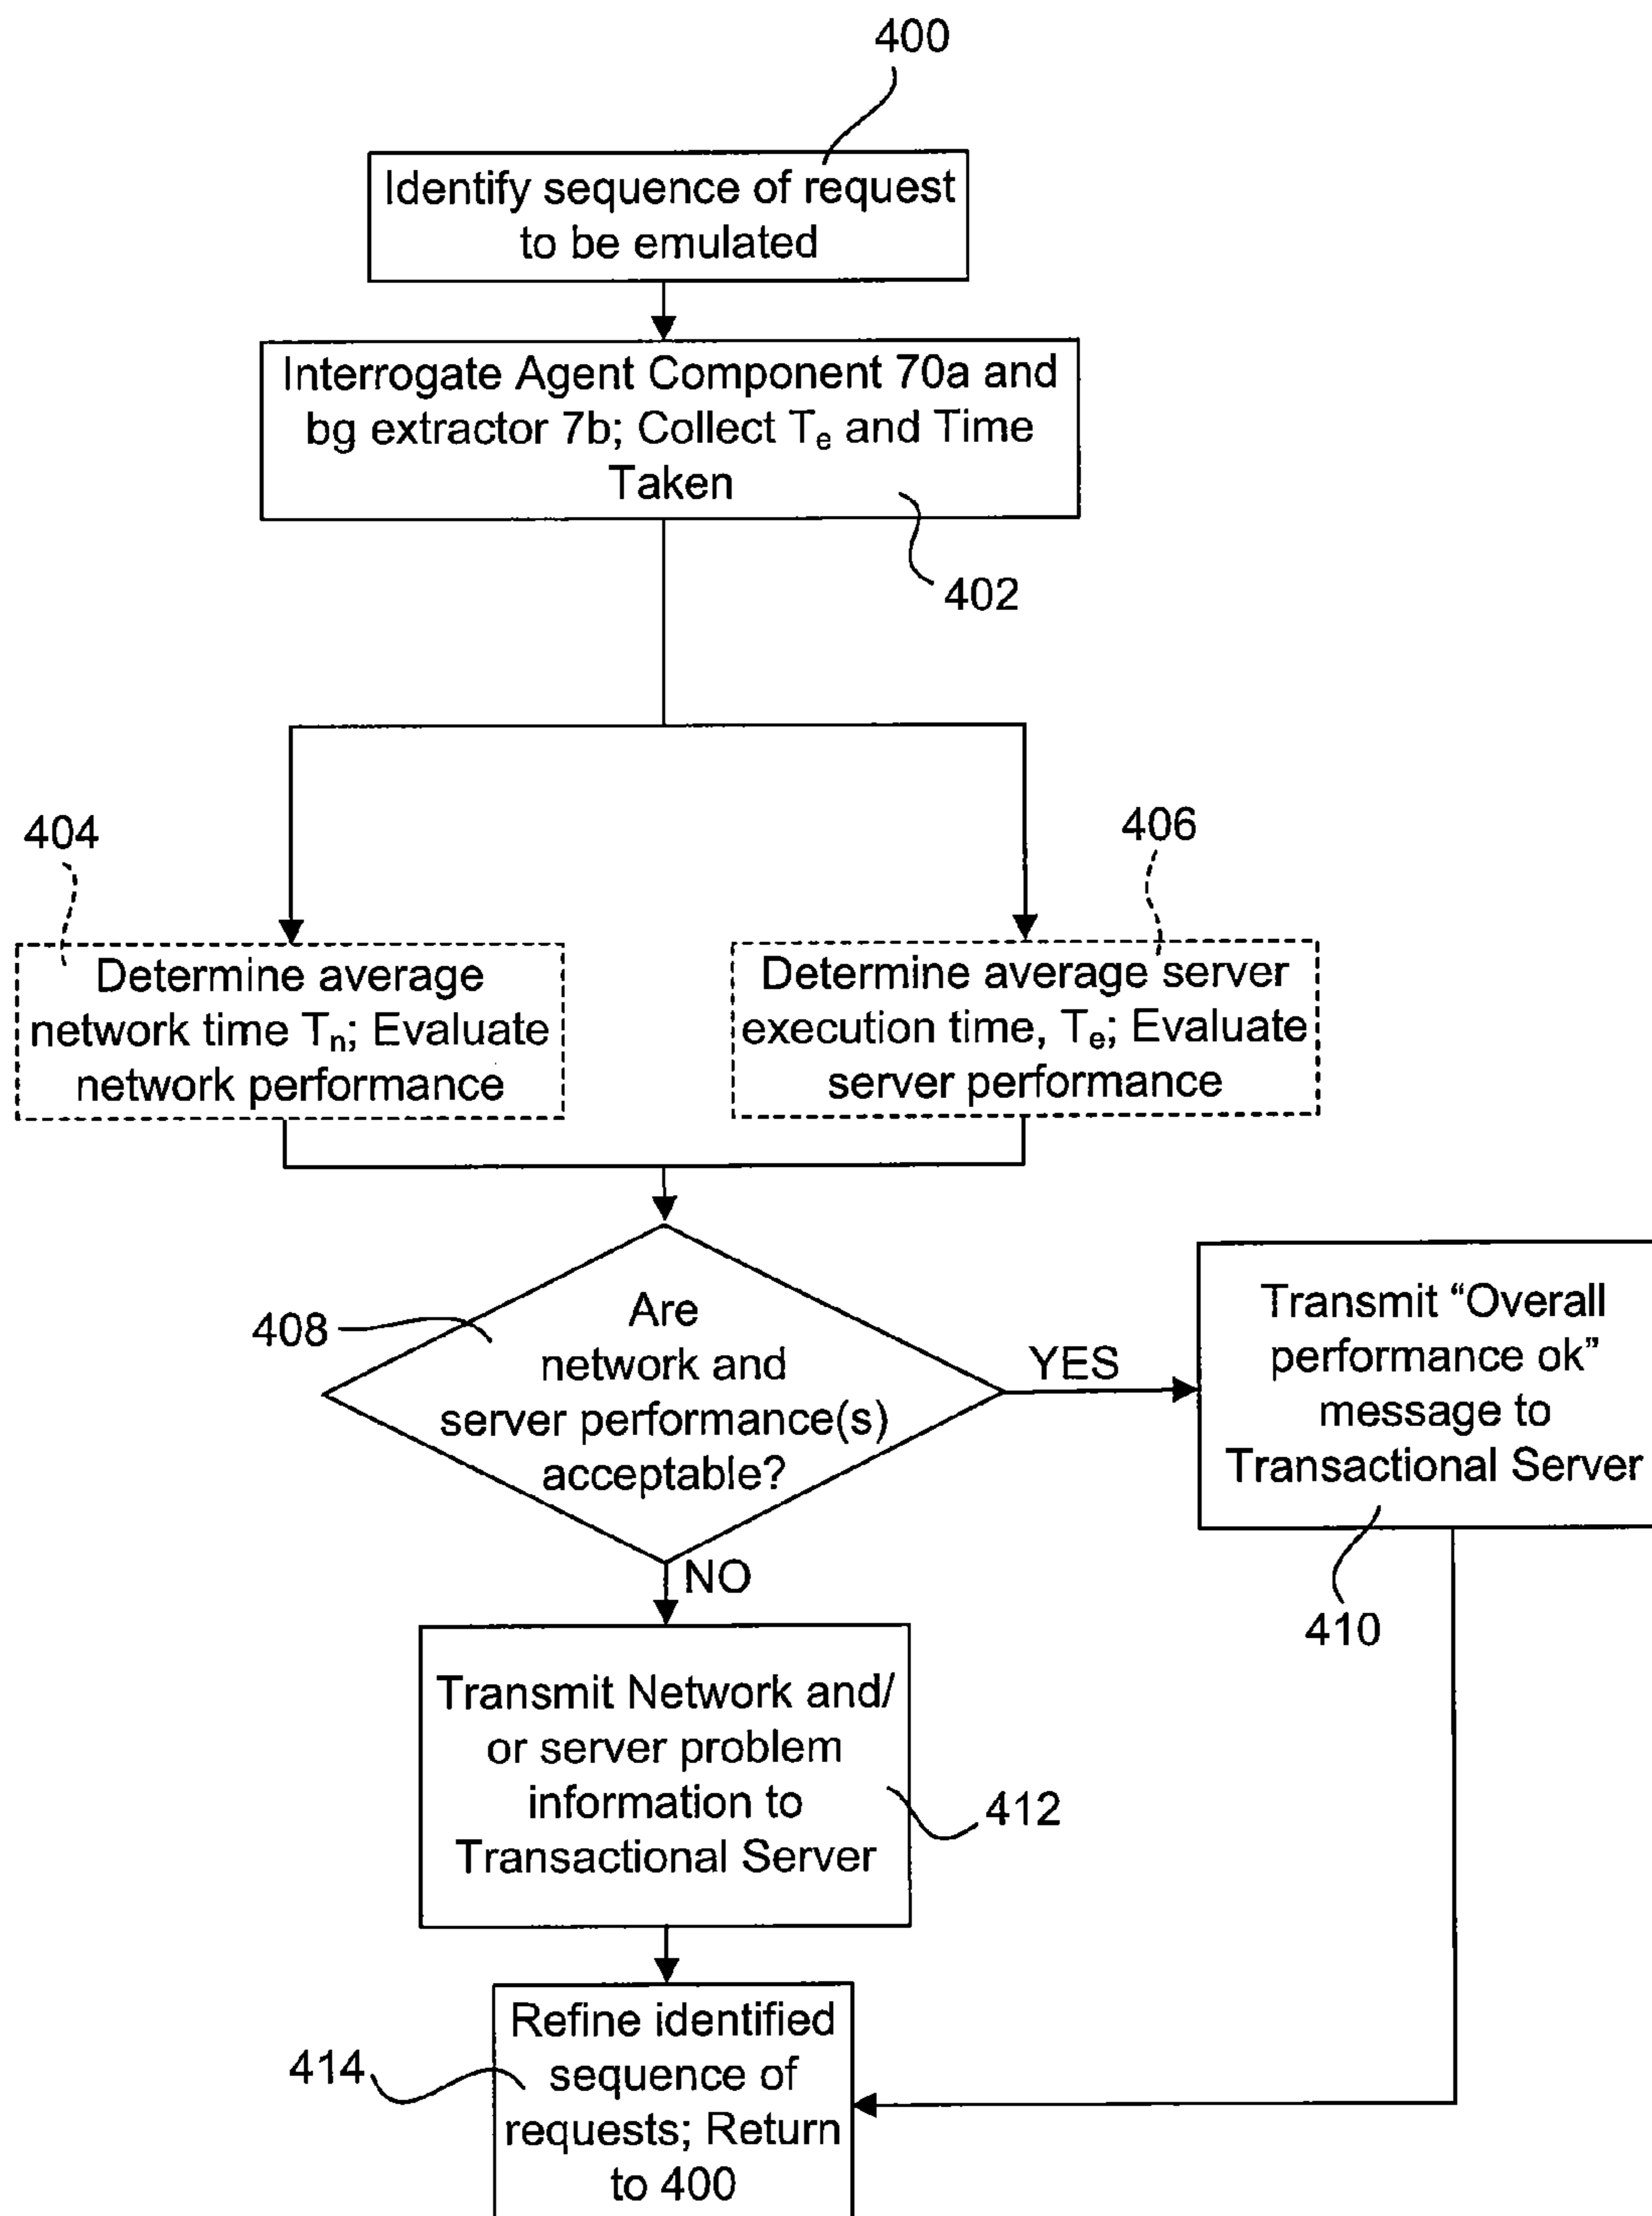 400
Identify sequence of request
to be emulated
Interrogate Agent Component 70a and
bg extractor 7b; Collect Te and Time
Taken
402
404
406
Determine average
network time Tn; Evaluate
network performance
Determine average server
execution time, Te; Evaluate
server performance
408
Are
network and
server performance(s)
acceptable?
YES
Transmit “Overall
performance ok”
message to
Transactional Server
410
NO
Transmit Network and/
or server problem
information to
Transactional Server
412
414
Refine identified
sequence of
requests; Return
to 400